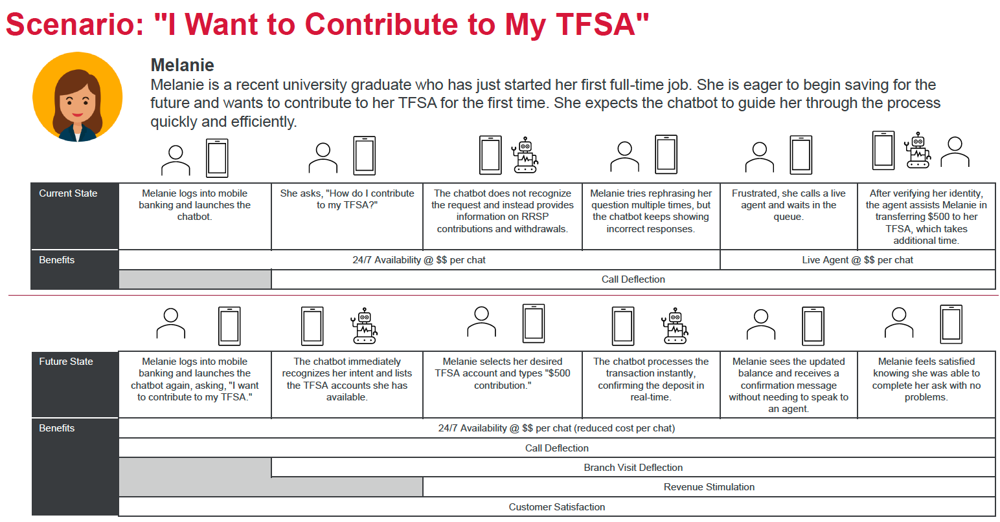 Scenario: "I Want to Contribute to My TFSA"
Melanie
Melanie is a recent university graduate who has just started her first full-time job. She is eager to begin saving for the
future and wants to contribute to her TFSA for the first time. She expects the chatbot to guide her through the process
quickly and efficiently.
Current State
Melanie logs into mobile
banking and launches the
chatbot.
She asks, "How do I contribute
to my TFSA?"
The chatbot does not recognize
the request and instead provides
information on RRSP
contributions and withdrawals.
Melanie tries rephrasing her
question multiple times, but
the chatbot keeps showing
incorrect responses.
Frustrated, she calls a live
agent and waits in the
queue.
After verifying her identity,
the agent assists Melanie in
transferring $500 to her
TFSA, which takes
additional time.
Benefits
24/7 Availability @ $$ per chat
Live Agent @ $$ per chat
Call Deflection
Future State
Melanie logs into mobile
banking and launches the
chatbot again, asking, "I want
to contribute to my TFSA."
The chatbot immediately
recognizes her intent and lists
the TFSA accounts she has
available.
Melanie selects her desired
TFSA account and types "$500
contribution."
The chatbot processes the
transaction instantly,
confirming the deposit in
real-time.
Melanie sees the updated
balance and receives a
confirmation message
without needing to speak to
an agent.
Melanie feels satisfied
knowing she was able to
complete her ask with no
problems.
Benefits
24/7 Availability @ $$ per chat (reduced cost per chat)
Call Deflection
Branch Visit Deflection
Revenue Stimulation
Customer Satisfaction